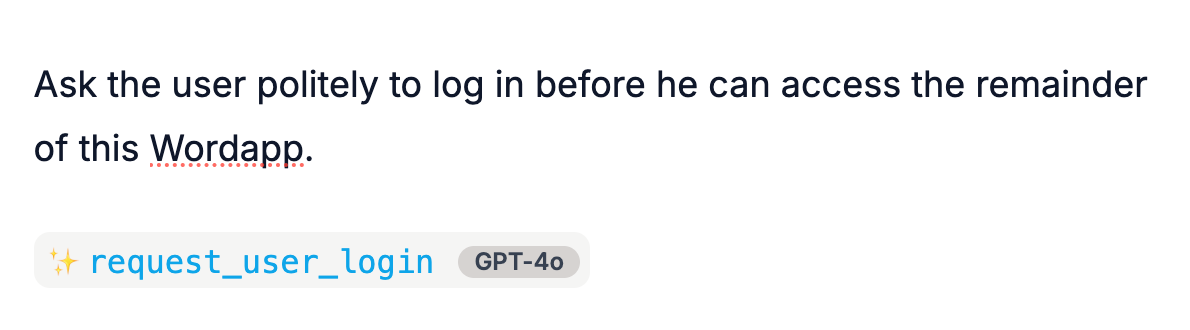 Ask the user politely to log in before he can access the remainder
of this Wordapp.
✨ request_user_login GPT-4o